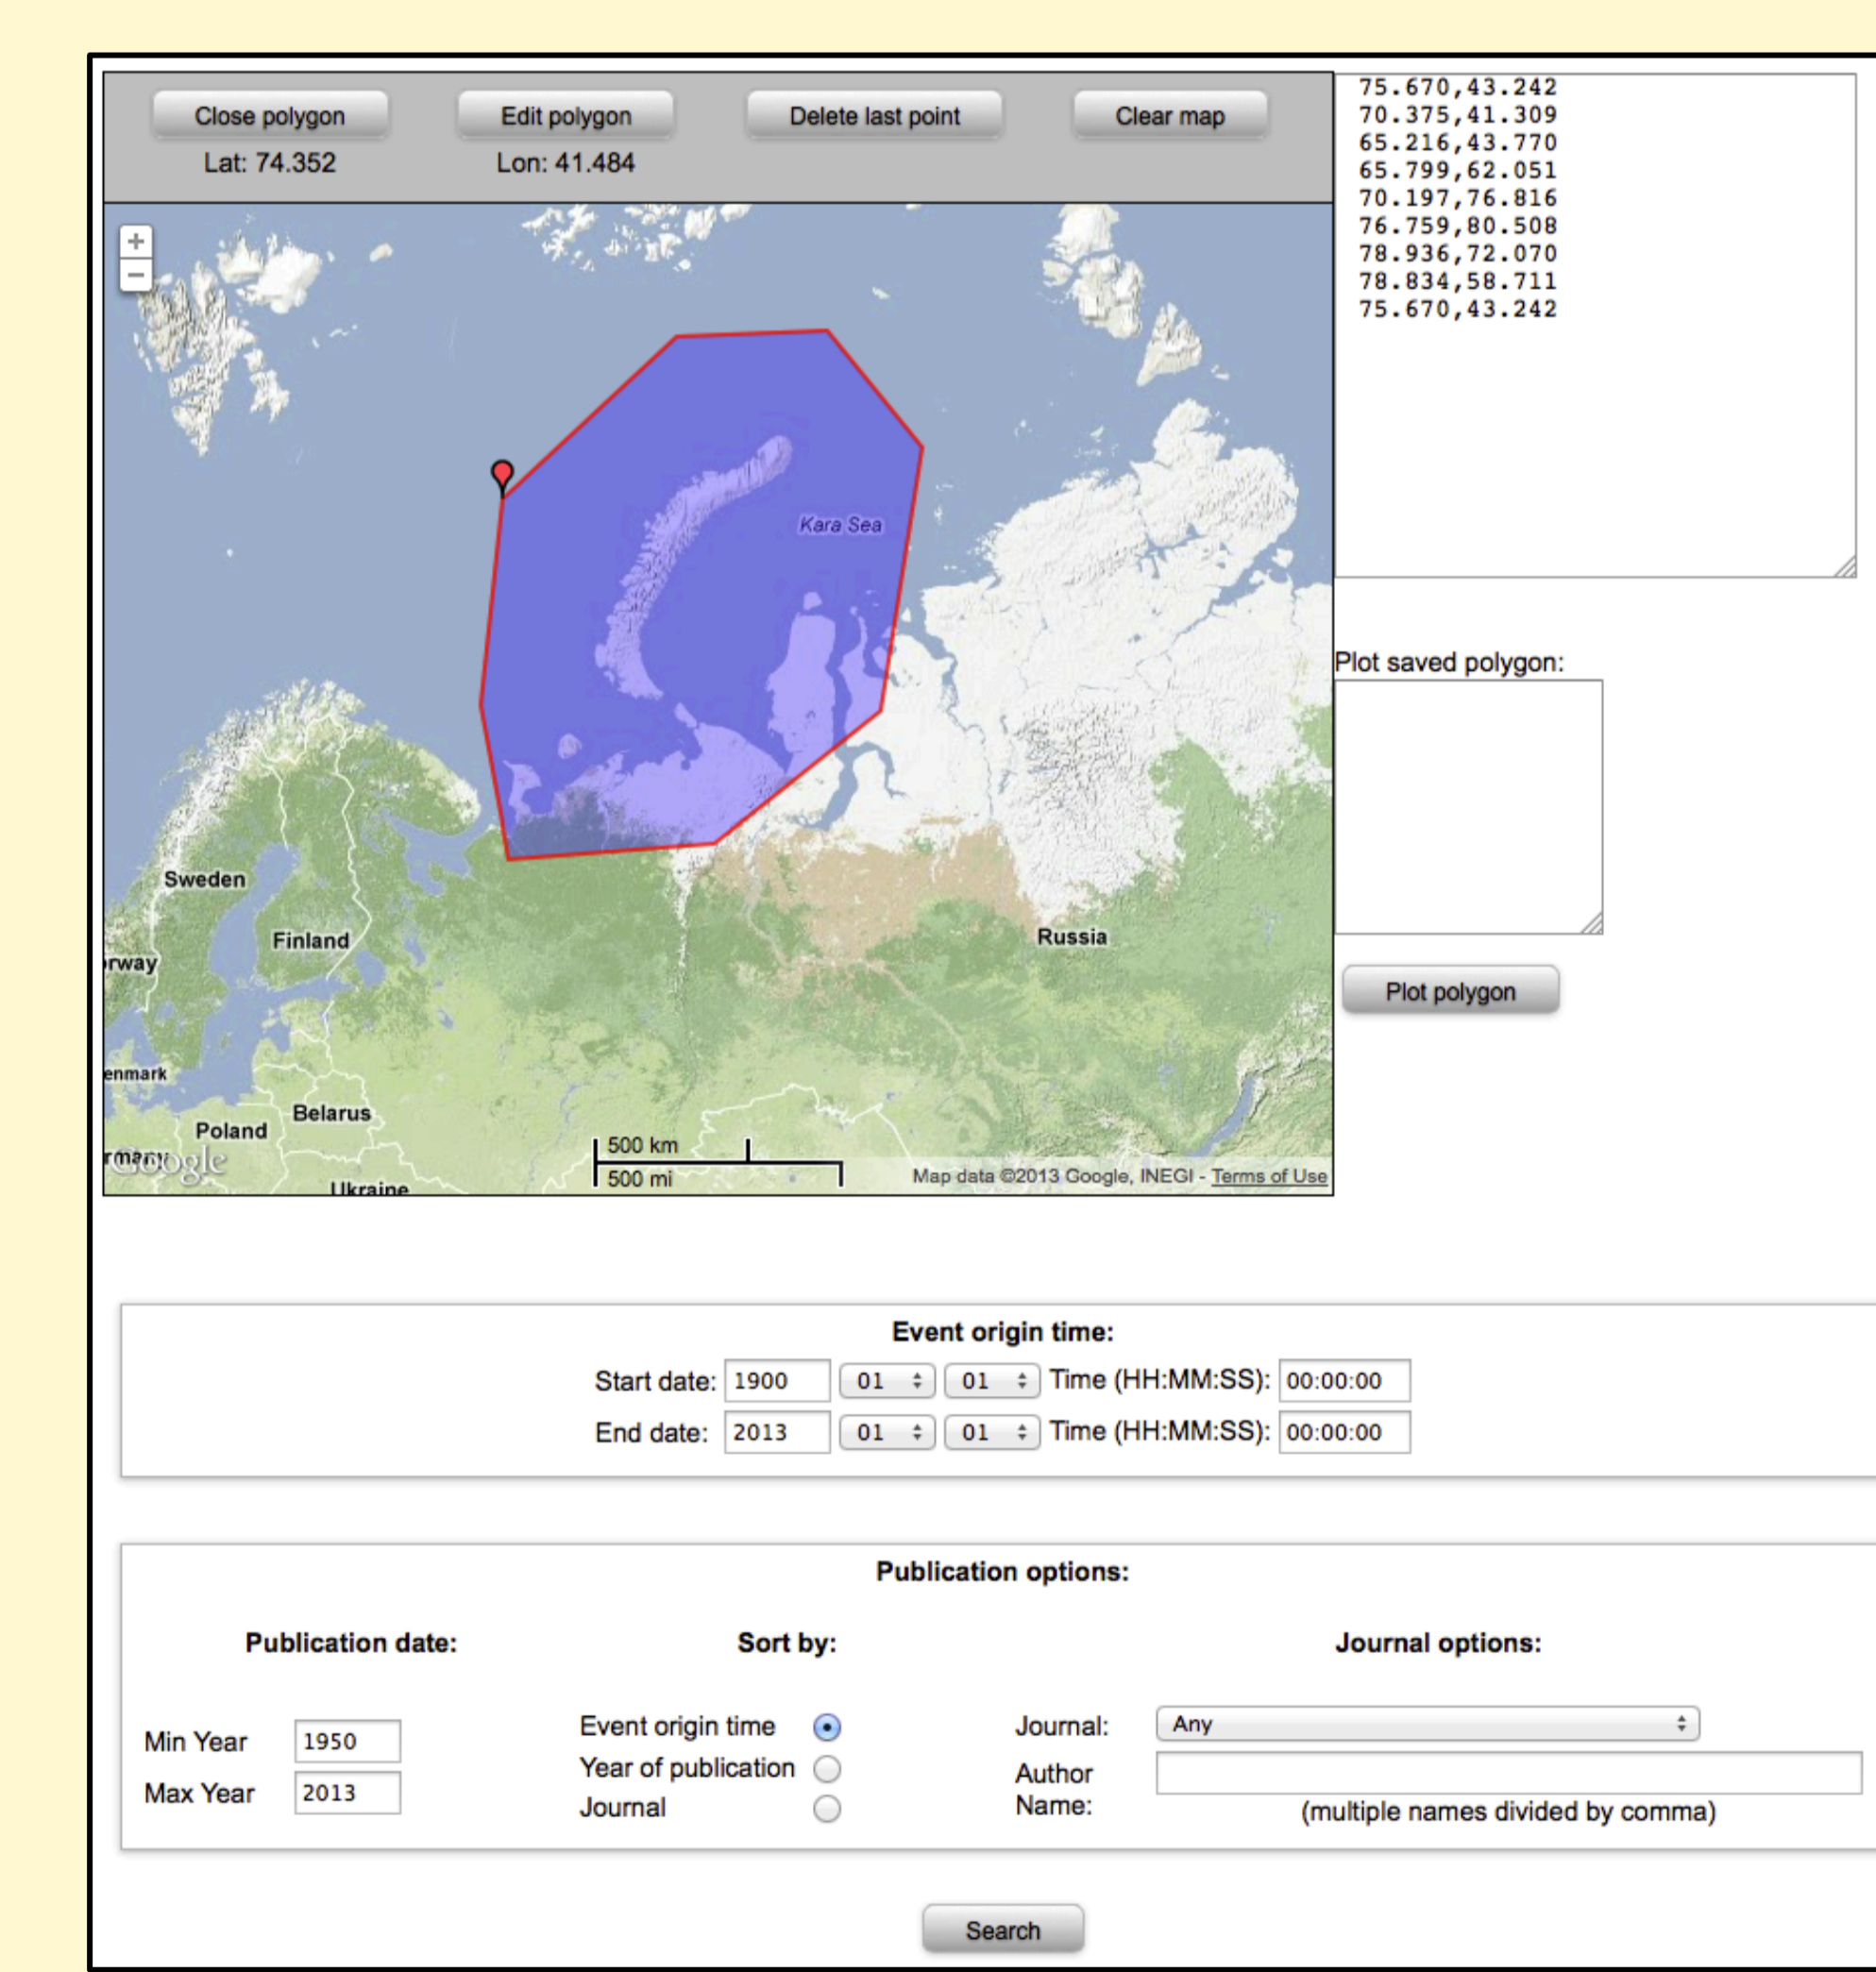 Close polygon Edit polygon Delete last point Clear map
Lat: 74.352 Lon: 41.484
75.670,43.242
70.375,41.309
65.216,43.770
65.799,62.051
70.197,76.816
76.759,80.508
78.936,72.070
78.834,58.711
75.670,43.242
+
−
Kara Sea
Plot saved polygon:
Sweden
Finland
rway
Russia
Plot polygon
enmark
Belarus
Poland
rmany
Google
Ukraine
500 km
500 mi
Map data ©2013 Google, INEGI - Terms of Use
Event origin time:
Start date: 1900 01 01 Time (HH:MM:SS): 00:00:00
End date: 2013 01 01 Time (HH:MM:SS): 00:00:00
Publication options:
Publication date: Sort by: Journal options:
Min Year 1950
Max Year 2013
Event origin time
Year of publication
Journal
Journal: Any
Author
Name:
(multiple names divided by comma)
Search